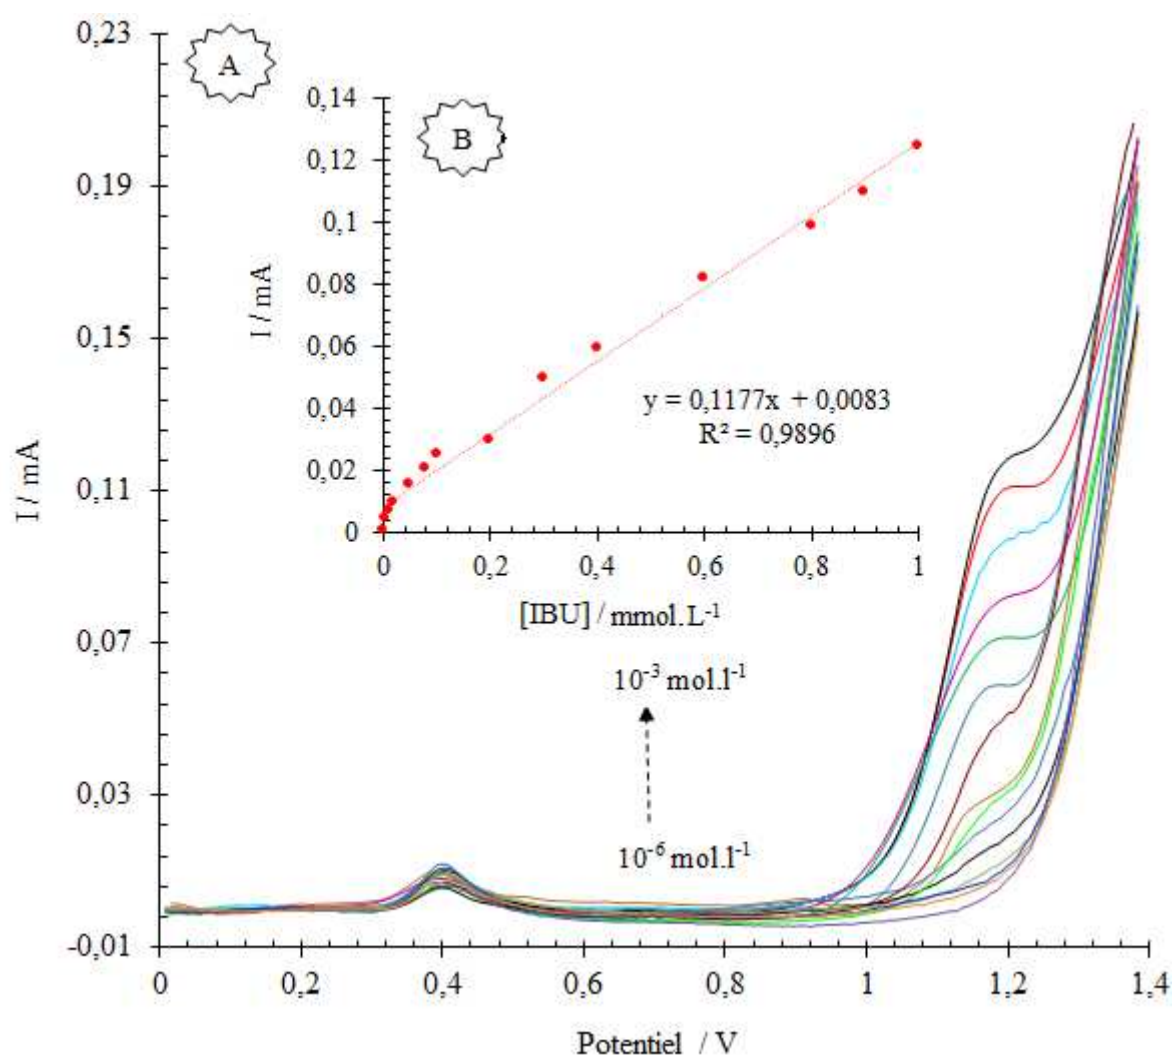 A
B
I / mA
0,23
0,19
0,15
0,11
0,07
0,03
-0,01
0
0,2
0,4
0,6
0,8
1
1,2
1,4
Potentiel / V
I / mA
0,14
0,12
0,1
0,08
0,06
0,04
0,02
0
0
0,2
0,4
0,6
0,8
1
[IBU] / mmol.L⁻¹
y = 0,1177x + 0,0083
R² = 0,9896
10⁻³ mol.l⁻¹
10⁻⁶ mol.l⁻¹